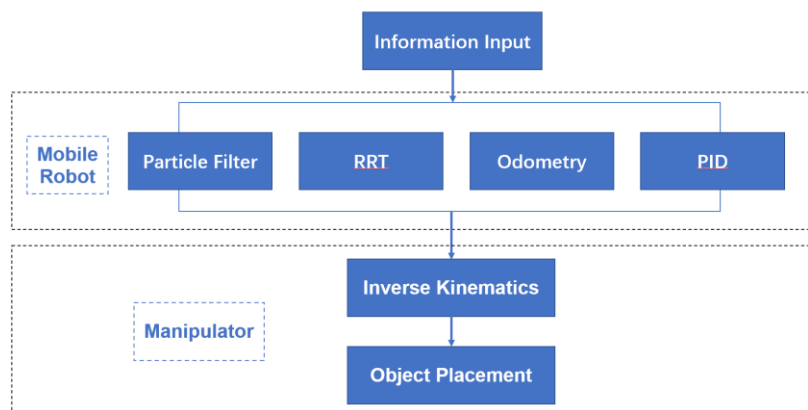 Information Input
Mobile
Robot
Particle Filter
RRT
Odometry
PID
Inverse Kinematics
Manipulator
Object Placement